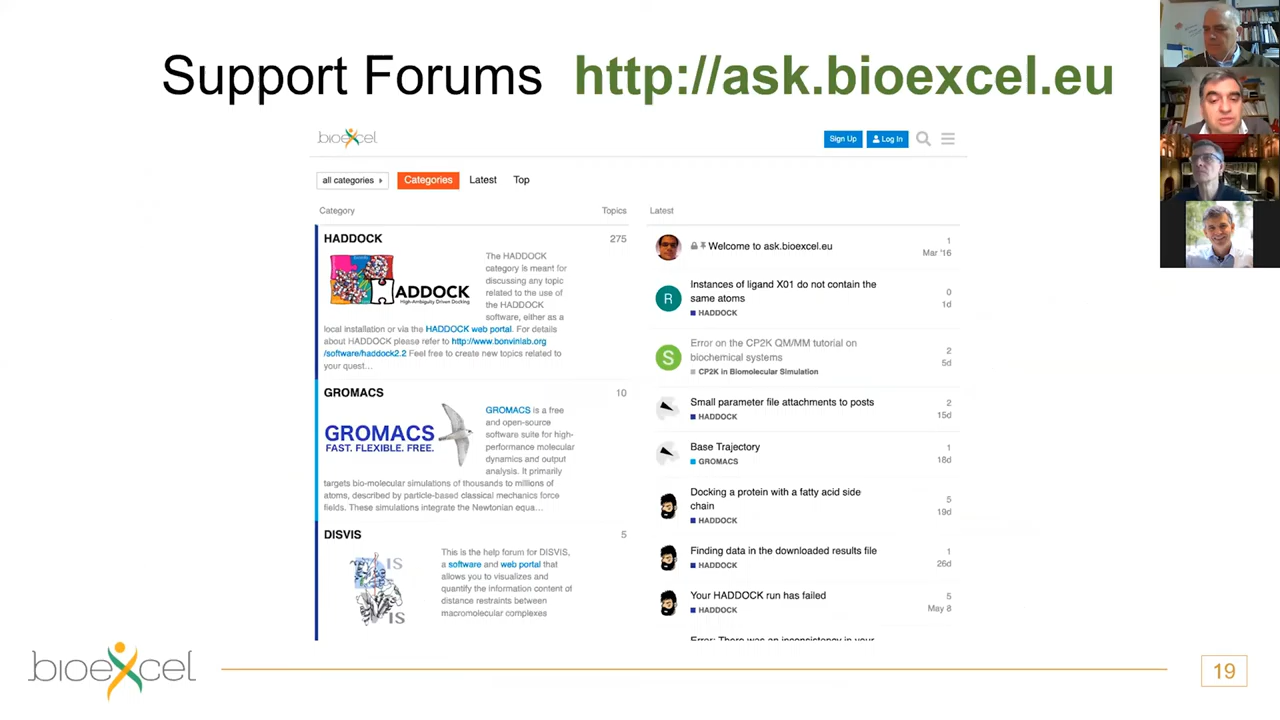 Support Forums http://ask.bioexcel.eu
bioexcel
Sign Up
Log In
all categories
Categories
Latest
Top
Category
Topics
HADDOCK
275
HADDOCK
High-Ambiguity Driven Docking
The HADDOCK
category is meant for
discussing any topic
related to the use of
the HADDOCK
software, either as a
local installation or via the HADDOCK web portal. For details
about HADDOCK please refer to http://www.bonvinlab.org
/software/haddock2.2 Feel free to create new topics related to
your quest…
GROMACS
10
GROMACS
FAST. FLEXIBLE. FREE.
GROMACS is a free
and open-source
software suite for high-
performance molecular
dynamics and output
analysis. It primarily
targets bio-molecular simulations of thousands to millions of
atoms, described by particle-based classical mechanics force
fields. These simulations integrate the Newtonian equa…
DISVIS
5
IS
IS
This is the help forum for DISVIS,
a software and web portal that
allows you to visualizes and
quantify the information content of
distance restraints between
macromolecular complexes
Latest
Welcome to ask.bioexcel.eu
1
Mar '16
R
Instances of ligand X01 do not contain the
same atoms
HADDOCK
0
1d
S
Error on the CP2K QM/MM tutorial on
biochemical systems
CP2K in Biomolecular Simulation
2
5d
Small parameter file attachments to posts
HADDOCK
2
15d
Base Trajectory
GROMACS
1
18d
Docking a protein with a fatty acid side
chain
HADDOCK
5
19d
Finding data in the downloaded results file
HADDOCK
1
26d
Your HADDOCK run has failed
HADDOCK
5
May 8
Error: There was an inconsistency in your
bioexcel
19